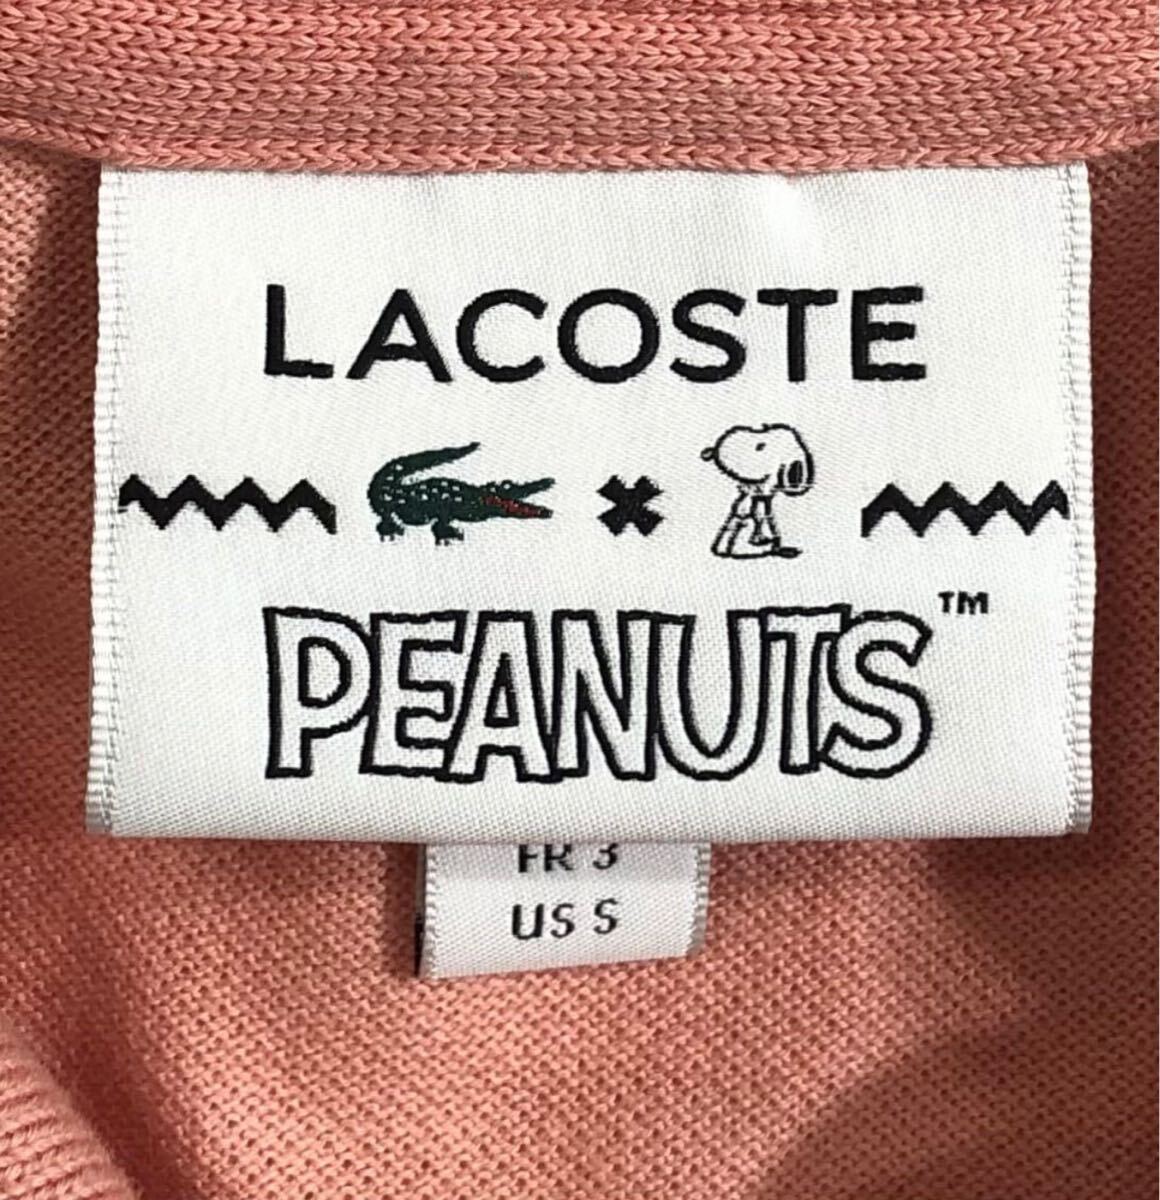 LACOSTE
×
PEANUTS™
FR 3
US S